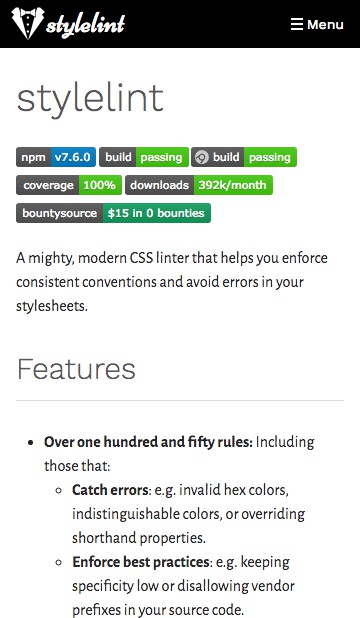 stylelint
Menu
stylelint
npm v7.6.0 build passing build passing
coverage 100% downloads 392k/month
bountysource $15 in 0 bounties
A mighty, modern CSS linter that helps you enforce
consistent conventions and avoid errors in your
stylesheets.
Features
• Over one hundred and fifty rules: Including
those that:
◦ Catch errors: e.g. invalid hex colors,
indistinguishable colors, or overriding
shorthand properties.
◦ Enforce best practices: e.g. keeping
specificity low or disallowing vendor
prefixes in your source code.